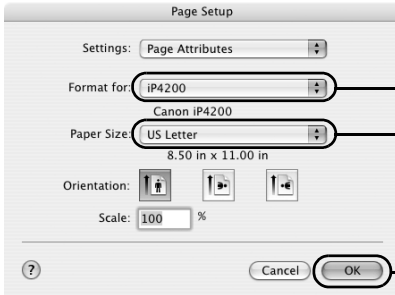 Page Setup
Settings: Page Attributes
Format for: iP4200
Canon iP4200
Paper Size: US Letter
8.50 in x 11.00 in
Orientation:
Scale: 100 %
? Cancel OK